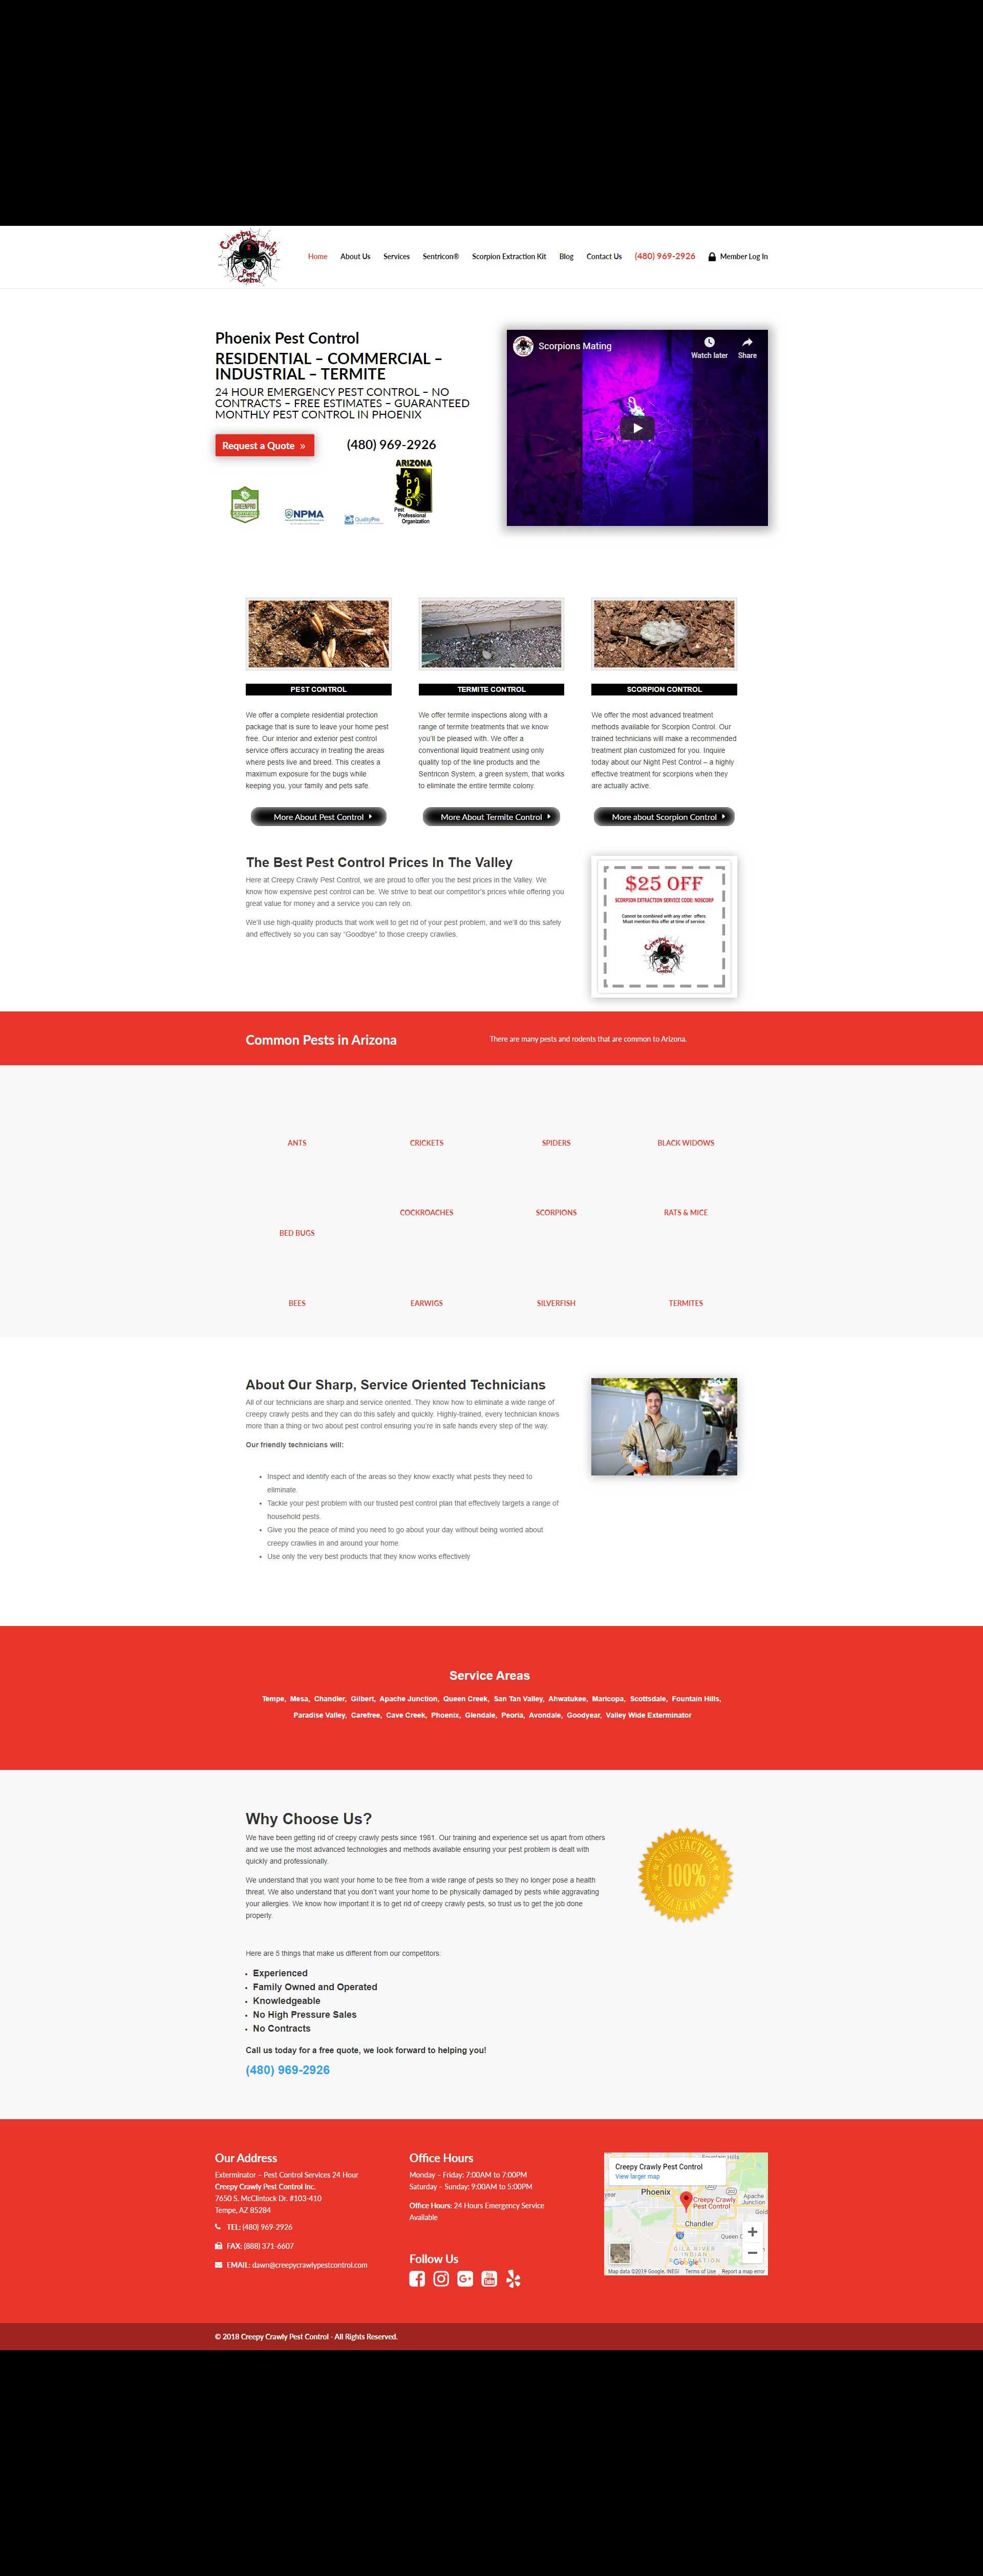 Creepy Crawly
Pest
Control
Home
About Us
Services
Sentricon®
Scorpion Extraction Kit
Blog
Contact Us
(480) 969-2926
Member Log In
Phoenix Pest Control
RESIDENTIAL – COMMERCIAL –
INDUSTRIAL – TERMITE
24 HOUR EMERGENCY PEST CONTROL – NO
CONTRACTS – FREE ESTIMATES – GUARANTEED
MONTHLY PEST CONTROL IN PHOENIX
Request a Quote »
(480) 969-2926
GREENPRO
NPMA
QualityPro
ARIZONA
APPO
Pest
Professional
Organization
Scorpions Mating
Watch later
Share
PEST CONTROL
We offer a complete residential protection
package that is sure to leave your home pest
free. Our interior and exterior pest control
service offers accuracy in treating the areas
where pests live and breed. This creates a
maximum exposure for the bugs while
keeping you, your family and pets safe.
More About Pest Control
TERMITE CONTROL
We offer termite inspections along with a
range of termite treatments that we know
you'll be pleased with. We offer a
conventional liquid treatment using only
quality top of the line products and the
Sentricon System, a green system, that works
to eliminate the entire termite colony.
More About Termite Control
SCORPION CONTROL
We offer the most advanced treatment
methods available for Scorpion Control. Our
trained technicians will make a recommended
treatment plan customized for you. Inquire
today about our Night Pest Control – a highly
effective treatment for scorpions when they
are actually active.
More about Scorpion Control
The Best Pest Control Prices In The Valley
Here at Creepy Crawly Pest Control, we are proud to offer you the best prices in the Valley. We
know how expensive pest control can be. We strive to beat our competitor's prices while offering you
great value for money and a service you can rely on.
We'll use high-quality products that work well to get rid of your pest problem, and we'll do this safely
and effectively so you can say “Goodbye” to those creepy crawlies.
$25 OFF
SCORPION EXTRACTION SERVICE CODE: NOSCORP
Cannot be combined with any other offers.
Must mention this offer at time of service.
Creepy Crawly
Pest
Control
Common Pests in Arizona
There are many pests and rodents that are common to Arizona.
ANTS
CRICKETS
SPIDERS
BLACK WIDOWS
BED BUGS
COCKROACHES
SCORPIONS
RATS & MICE
BEES
EARWIGS
SILVERFISH
TERMITES
About Our Sharp, Service Oriented Technicians
All of our technicians are sharp and service oriented. They know how to eliminate a wide range of
creepy crawly pests and they can do this safely and quickly. Highly-trained, every technician knows
more than a thing or two about pest control ensuring you're in safe hands every step of the way.
Our friendly technicians will:
• Inspect and identify each of the areas so they know exactly what pests they need to
eliminate.
• Tackle your pest problem with our trusted pest control plan that effectively targets a range of
household pests.
• Give you the peace of mind you need to go about your day without being worried about
creepy crawlies in and around your home.
• Use only the very best products that they know works effectively
Service Areas
Tempe, Mesa, Chandler, Gilbert, Apache Junction, Queen Creek, San Tan Valley, Ahwatukee, Maricopa, Scottsdale, Fountain Hills,
Paradise Valley, Carefree, Cave Creek, Phoenix, Glendale, Peoria, Avondale, Goodyear, Valley Wide Exterminator
Why Choose Us?
We have been getting rid of creepy crawly pests since 1981. Our training and experience set us apart from others
and we use the most advanced technologies and methods available ensuring your pest problem is dealt with
quickly and professionally.
We understand that you want your home to be free from a wide range of pests so they no longer pose a health
threat. We also understand that you don't want your home to be physically damaged by pests while aggravating
your allergies. We know how important it is to get rid of creepy crawly pests, so trust us to get the job done
properly.
SATISFACTION
100%
GUARANTEE
Here are 5 things that make us different from our competitors:
• Experienced
• Family Owned and Operated
• Knowledgeable
• No High Pressure Sales
• No Contracts
Call us today for a free quote, we look forward to helping you!
(480) 969-2926
Our Address
Exterminator – Pest Control Services 24 Hour
Creepy Crawly Pest Control Inc.
7650 S. McClintock Dr. #103-410
Tempe, AZ 85284
TEL: (480) 969-2926
FAX: (888) 371-6607
EMAIL: dawn@creepycrawlypestcontrol.com
Office Hours
Monday – Friday: 7:00AM to 7:00PM
Saturday – Sunday: 9:00AM to 5:00PM
Office Hours: 24 Hours Emergency Service
Available
Follow Us
Creepy Crawly Pest Control
View larger map
Fountain Hills
Phoenix
Creepy Crawly
Pest Control
Apache
Junction
Gold
Chandler
Queen C
GILA RIVER
INDIAN
Google
Map data ©2019 Google, INEGI
Terms of Use
Report a map error
© 2018 Creepy Crawly Pest Control - All Rights Reserved.